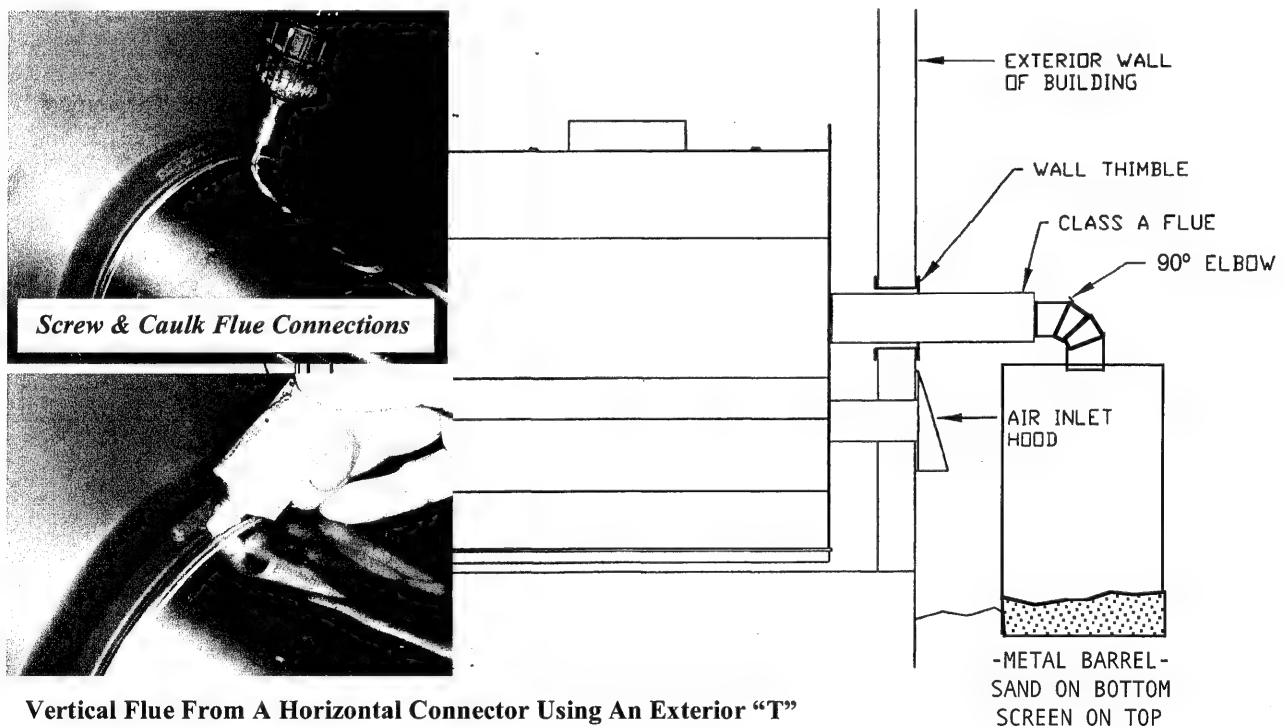 EXTERIOR WALL
OF BUILDING
WALL THIMBLE
CLASS A FLUE
90º ELBOW
Screw & Caulk Flue Connections
AIR INLET
HOOD
-METAL BARREL-
SAND ON BOTTOM
SCREEN ON TOP
Vertical Flue From A Horizontal Connector Using An Exterior “T”